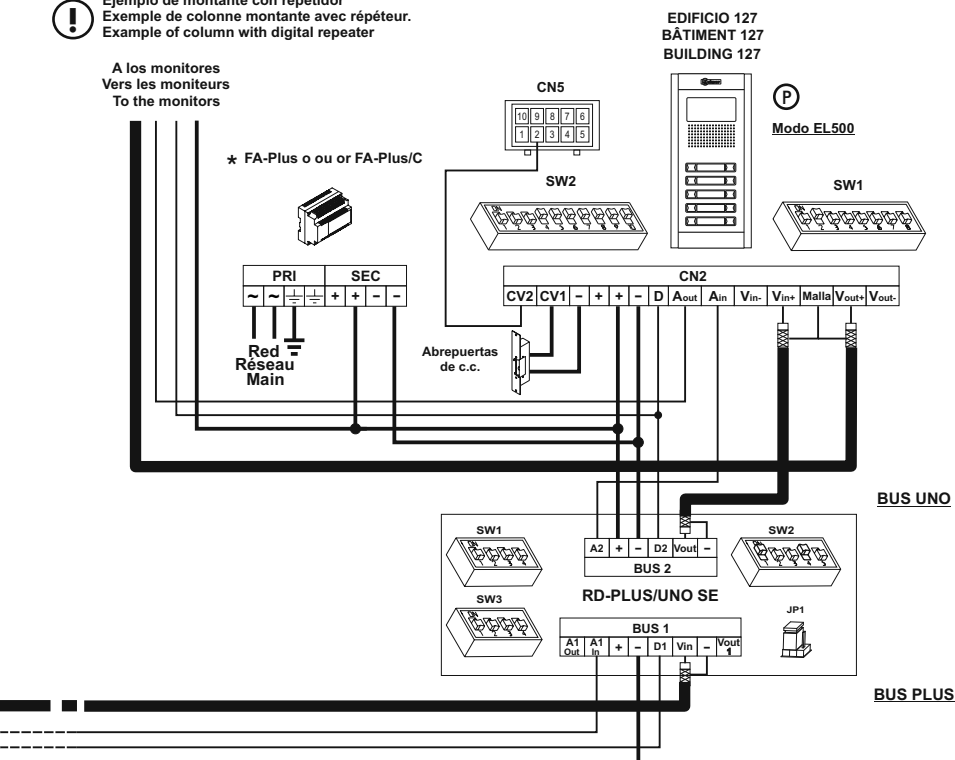 Ejemplo de montante con repetidor
Exemple de colonne montante avec répéteur.
Example of column with digital repeater
EDIFICIO 127
BÂTIMENT 127
BUILDING 127
A los monitores
Vers les moniteurs
To the monitors
CN5
10 9 8 7 6
1 2 3 4 5
P
Modo EL500
* FA-Plus o ou or FA-Plus/C
SW2
SW1
PRI SEC
~ ~ + + − −
CN2
CV2 CV1 − + + − D Aout Ain Vin- Vin+ Malla Vout+ Vout-
Red
Réseau
Main
Abrepuertas
de c.c.
BUS UNO
SW1
SW2
A2 + − D2 Vout −
BUS 2
RD-PLUS/UNO SE
SW3
JP1
BUS 1
A1 Out A1 In + − D1 Vin − Vout 1
BUS PLUS